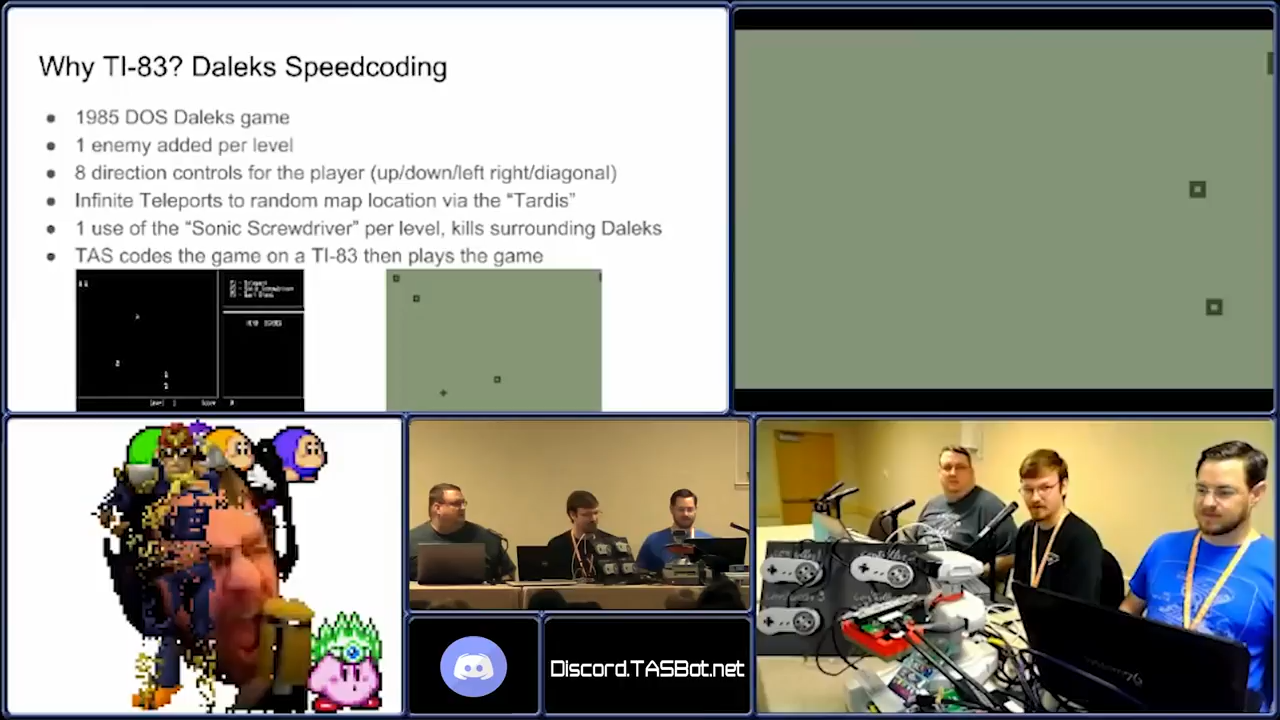 Why TI-83? Daleks Speedcoding
1985 DOS Daleks game
1 enemy added per level
8 direction controls for the player (up/down/left right/diagonal)
Infinite Teleports to random map location via the “Tardis”
1 use of the “Sonic Screwdriver” per level, kills surrounding Daleks
TAS codes the game on a TI-83 then plays the game
Discord.TASBot.net